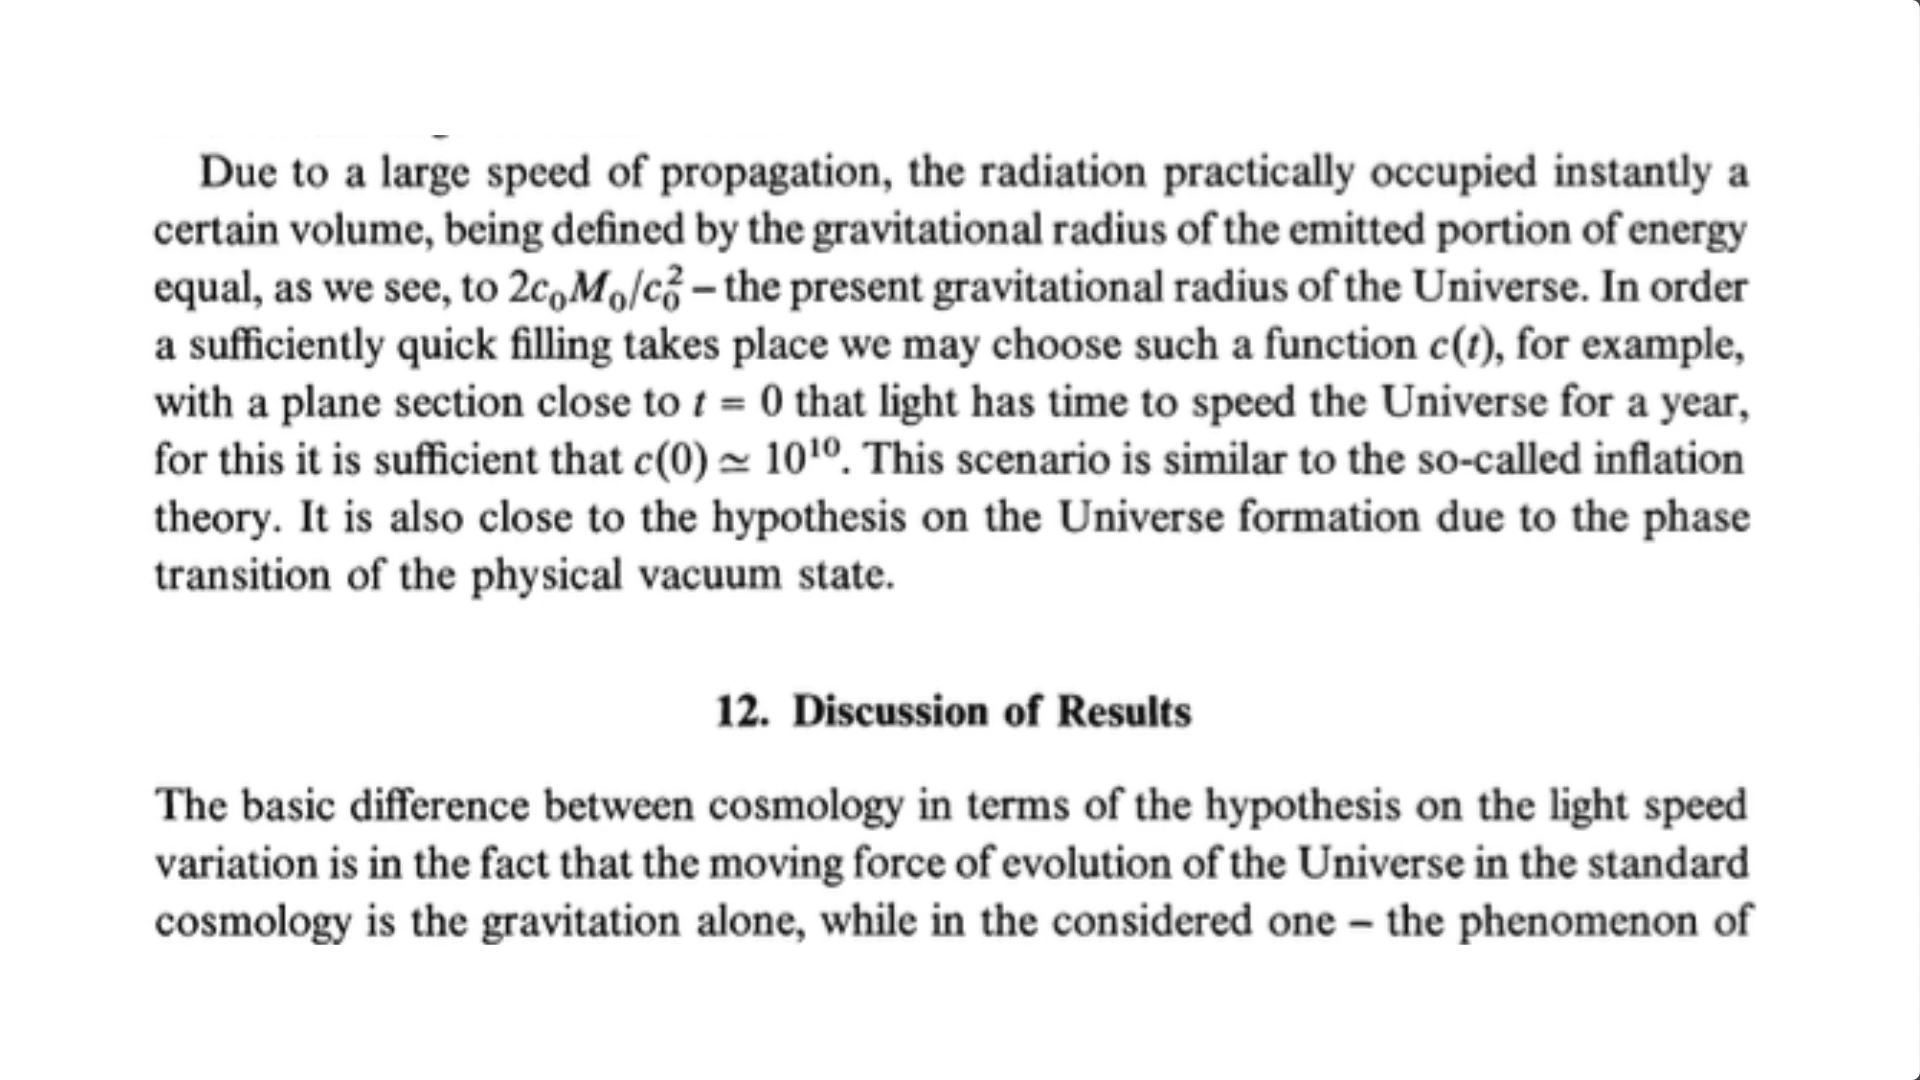 Due to a large speed of propagation, the radiation practically occupied instantly a
certain volume, being defined by the gravitational radius of the emitted portion of energy
equal, as we see, to 2c₀M₀/c₀² – the present gravitational radius of the Universe. In order
a sufficiently quick filling takes place we may choose such a function c(t), for example,
with a plane section close to t = 0 that light has time to speed the Universe for a year,
for this it is sufficient that c(0) ≃ 10¹⁰. This scenario is similar to the so-called inflation
theory. It is also close to the hypothesis on the Universe formation due to the phase
transition of the physical vacuum state.
12. Discussion of Results
The basic difference between cosmology in terms of the hypothesis on the light speed
variation is in the fact that the moving force of evolution of the Universe in the standard
cosmology is the gravitation alone, while in the considered one – the phenomenon of